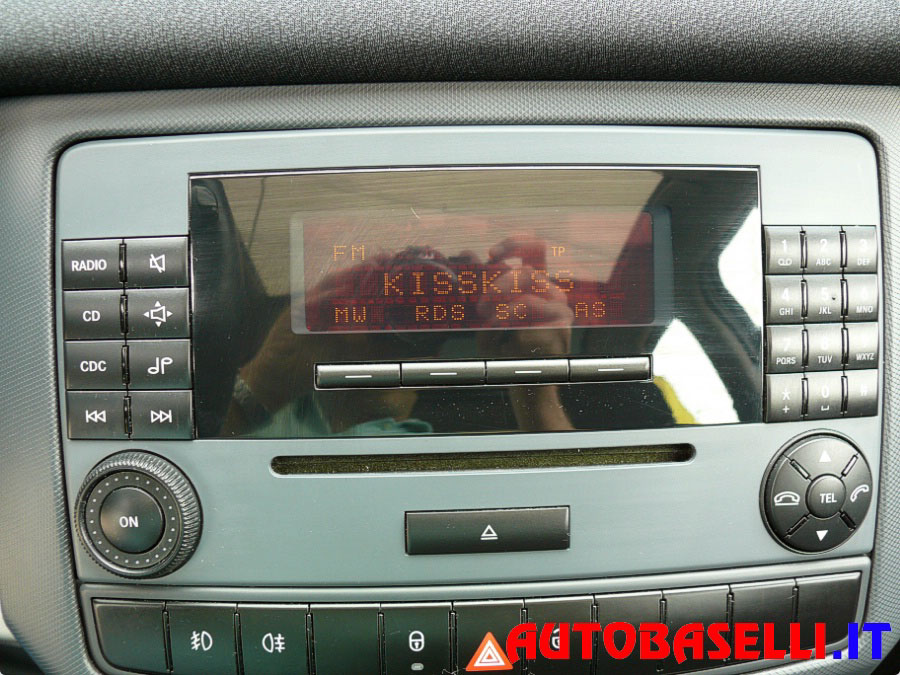 FM TP
KISSKISS
MW RDS SC AS
RADIO
CD
CDC
ON
1 2 ABC 3 DEF
4 GHI 5 JKL 6 MNO
7 PQRS 8 TUV 9 WXYZ
* + 0 #
TEL
AUTOBASELLI.IT